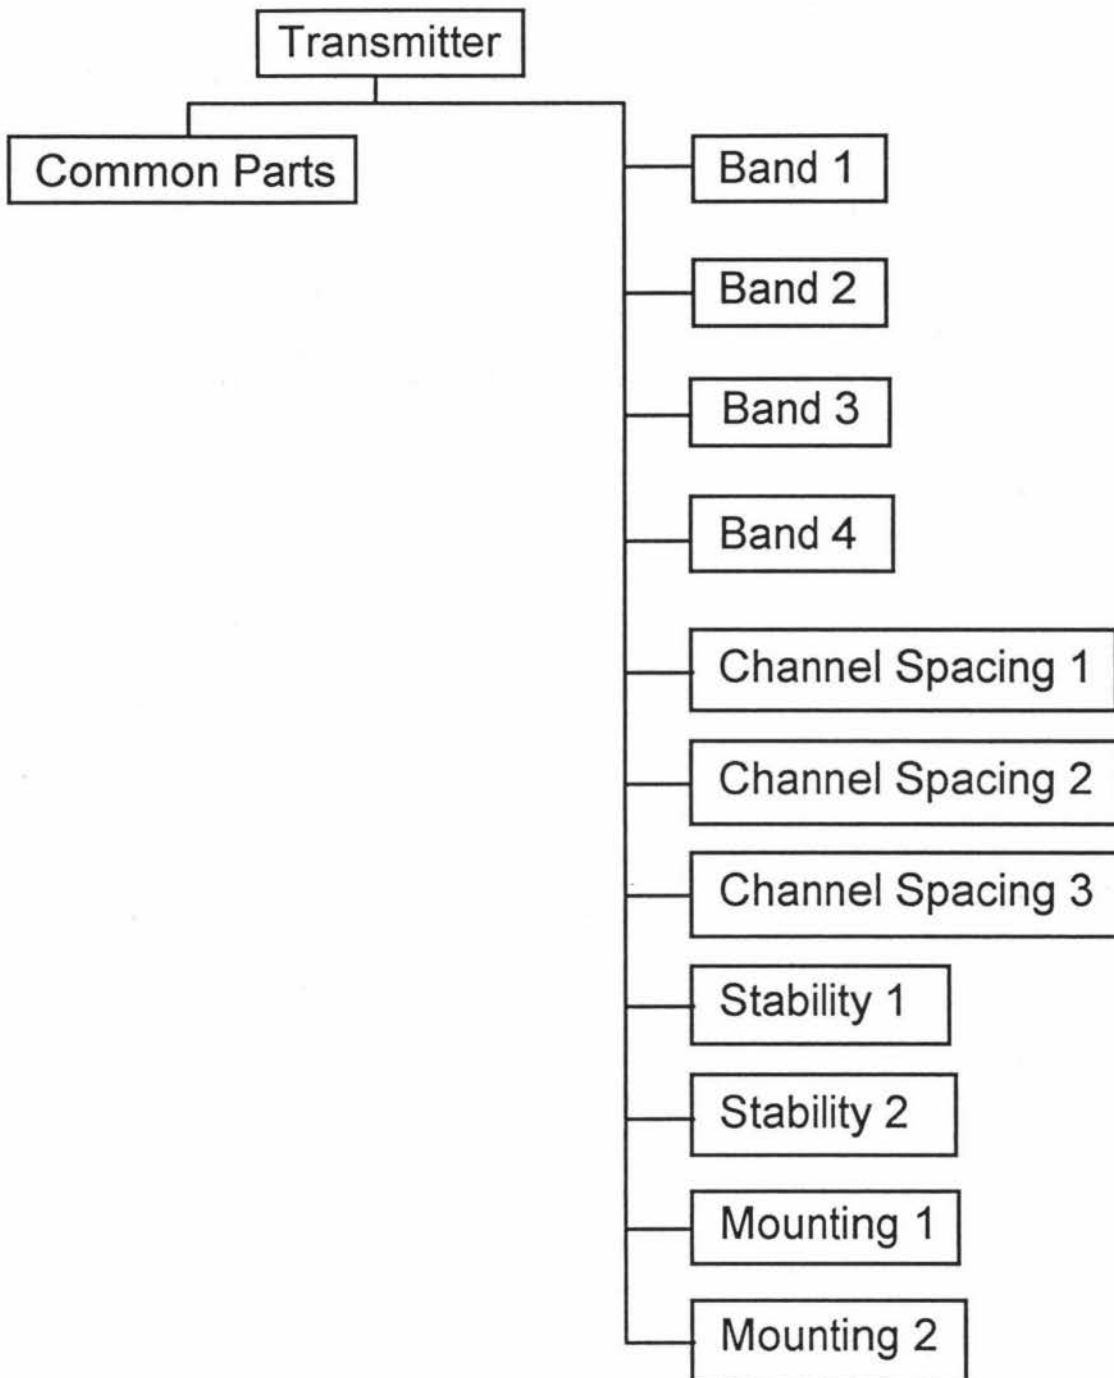 Transmitter
Common Parts
Band 1
Band 2
Band 3
Band 4
Channel Spacing 1
Channel Spacing 2
Channel Spacing 3
Stability 1
Stability 2
Mounting 1
Mounting 2